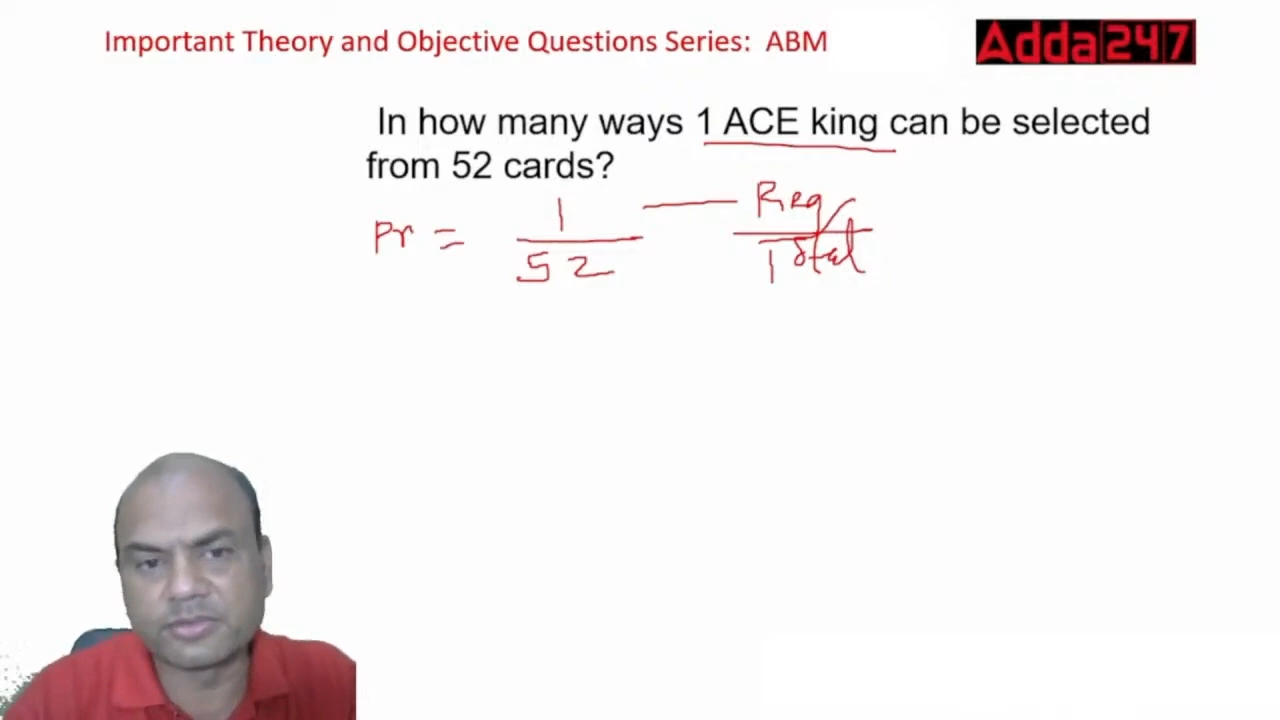 Important Theory and Objective Questions Series: ABM
Adda247
In how many ways 1 ACE king can be selected
from 52 cards?
Pr = 1/52 — Req/Total